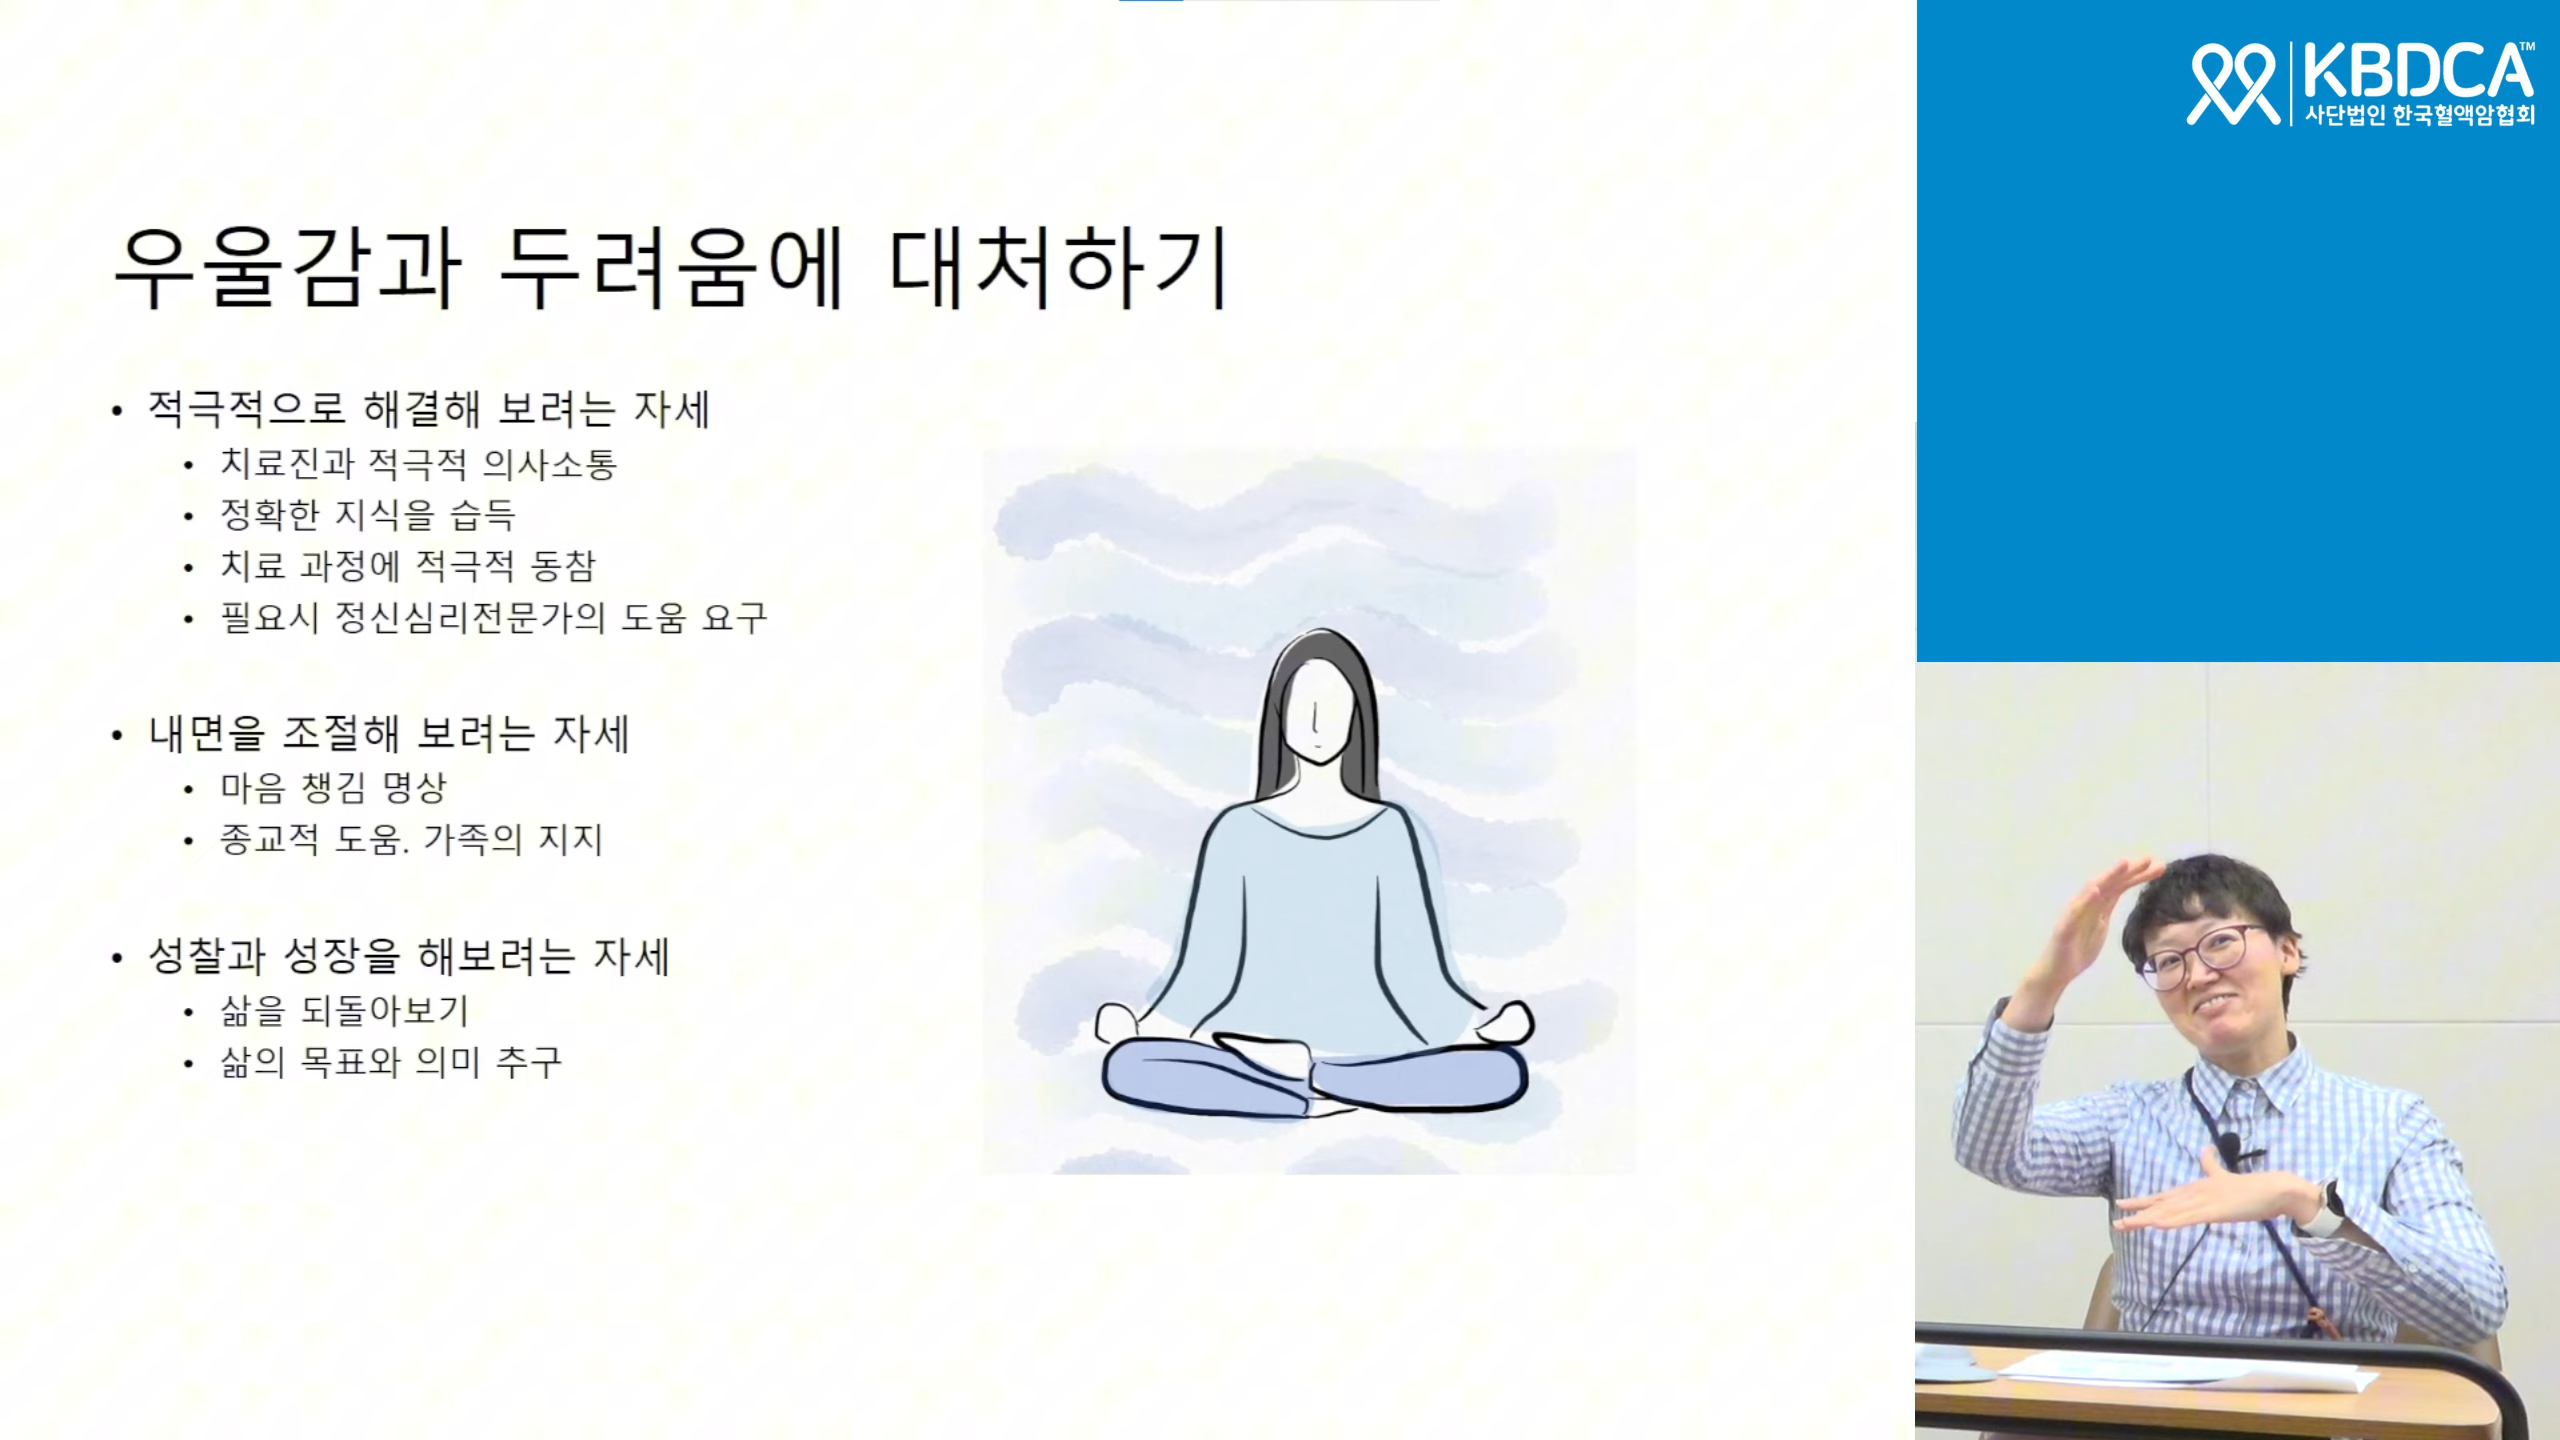 우울감과 두려움에 대처하기
• 적극적으로 해결해 보려는 자세
• 치료진과 적극적 의사소통
• 정확한 지식을 습득
• 치료 과정에 적극적 동참
• 필요시 정신심리전문가의 도움 요구
• 내면을 조절해 보려는 자세
• 마음 챙김 명상
• 종교적 도움. 가족의 지지
• 성찰과 성장을 해보려는 자세
• 삶을 되돌아보기
• 삶의 목표와 의미 추구
KBDCA™
사단법인 한국혈액암협회